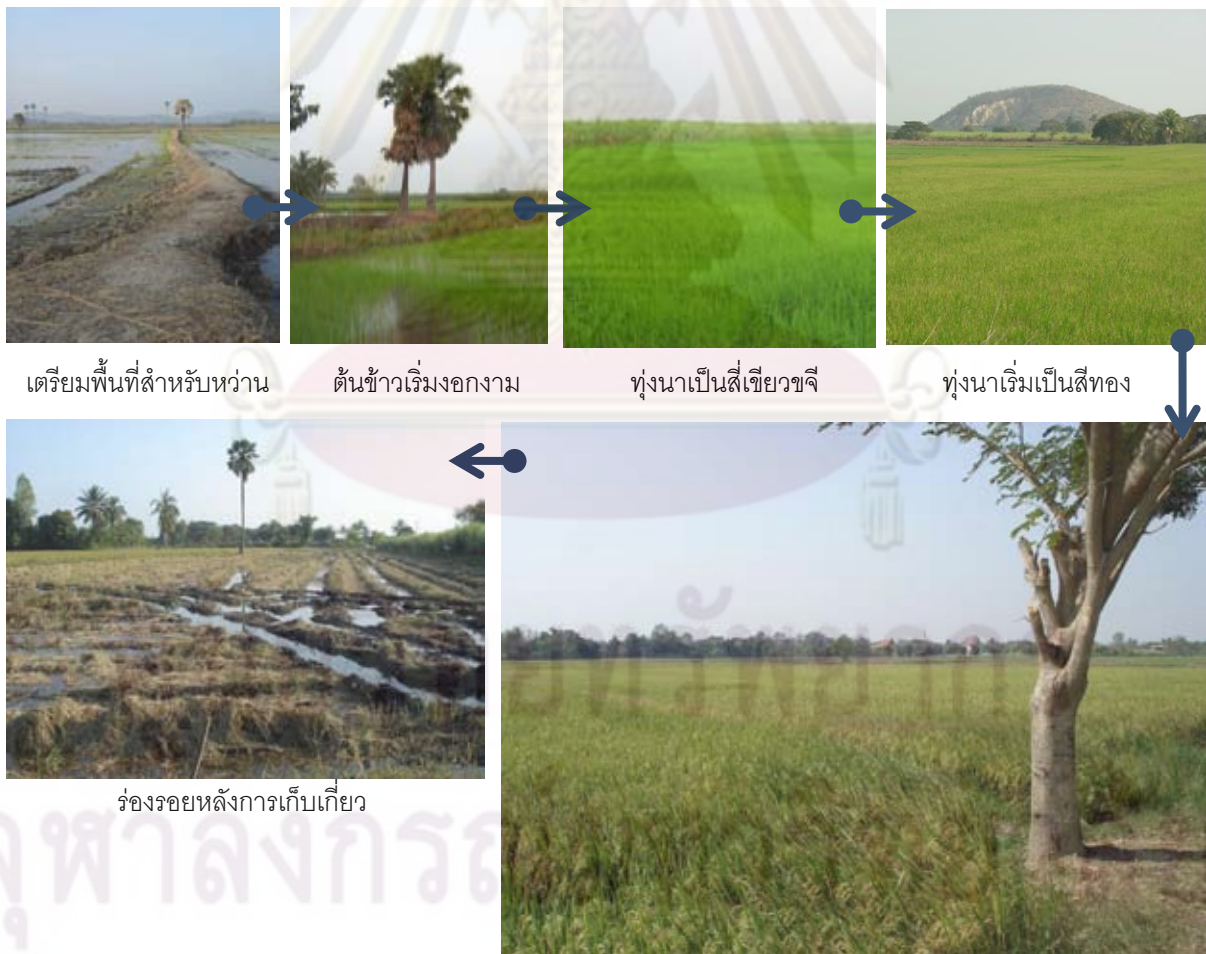 เตรียมพื้นที่สำหรับหว่าน
ต้นข้าวเริ่มงอกงาม
ทุ่งนาเป็นสี่เขียวขจี
ทุ่งนาเริ่มเป็นสีทอง
ร่องรอยหลังการเก็บเกี่ยว